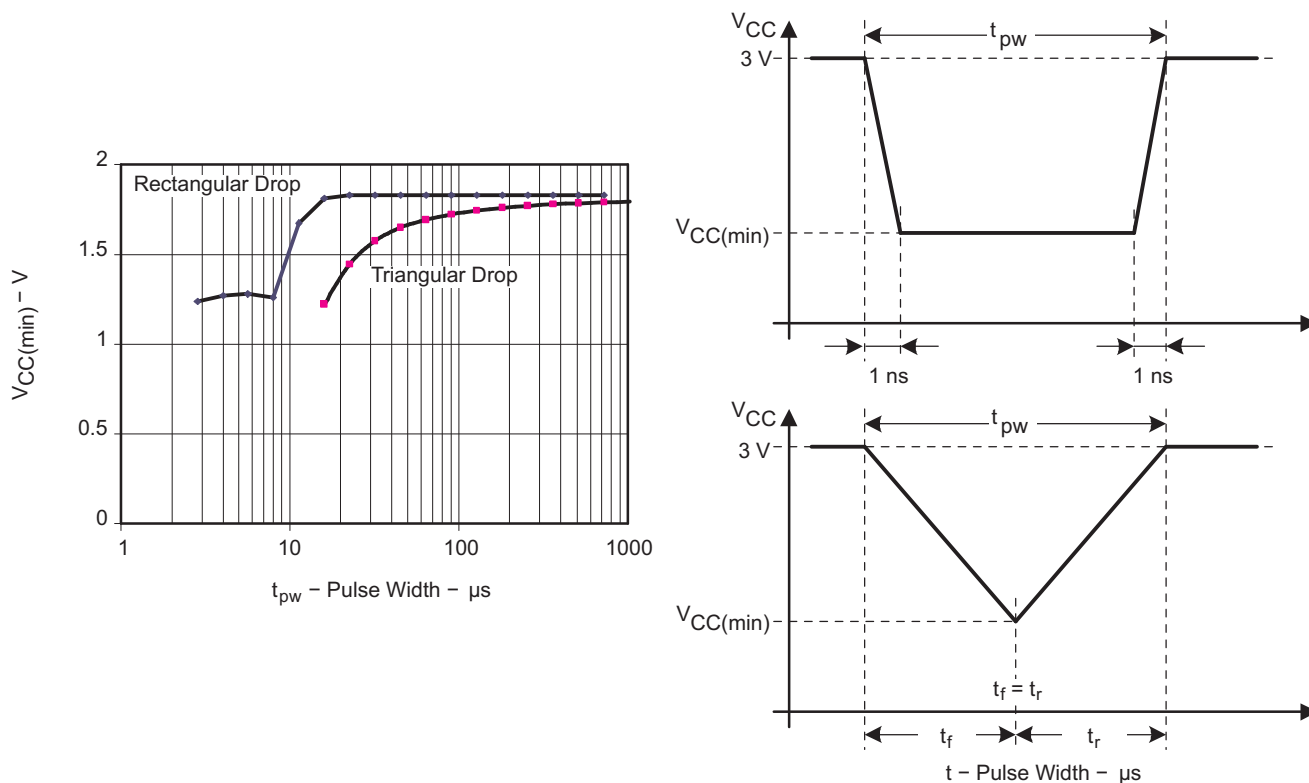 2
1.5
1
0.5
0
VCC(min) − V
Rectangular Drop
Triangular Drop
1
10
100
1000
tpw − Pulse Width − µs
VCC
tpw
3 V
VCC(min)
1 ns
1 ns
VCC
tpw
3 V
VCC(min)
tf = tr
tf
tr
t − Pulse Width − µs